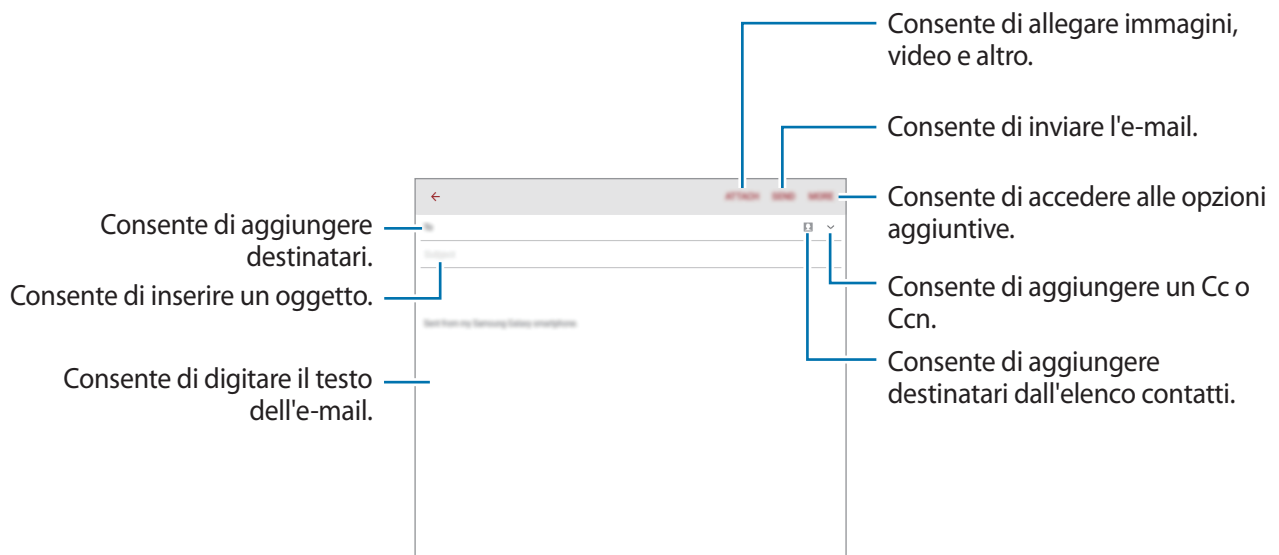 Consente di allegare immagini,
video e altro.
Consente di inviare l'e-mail.
ATTACH SEND MORE
Consente di accedere alle opzioni
aggiuntive.
Consente di aggiungere
destinatari.
To
Consente di inserire un oggetto.
Subject
Consente di aggiungere un Cc o
Ccn.
Sent from my Samsung Galaxy smartphone
Consente di aggiungere
destinatari dall'elenco contatti.
Consente di digitare il testo
dell'e-mail.